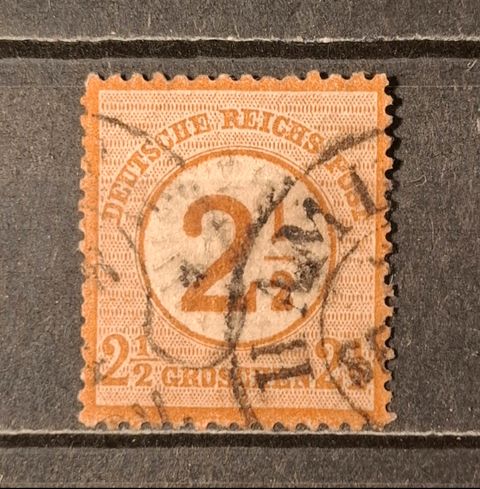 DEUTSCHE REICHS-POST
2½
2½ GROSCHEN 2½